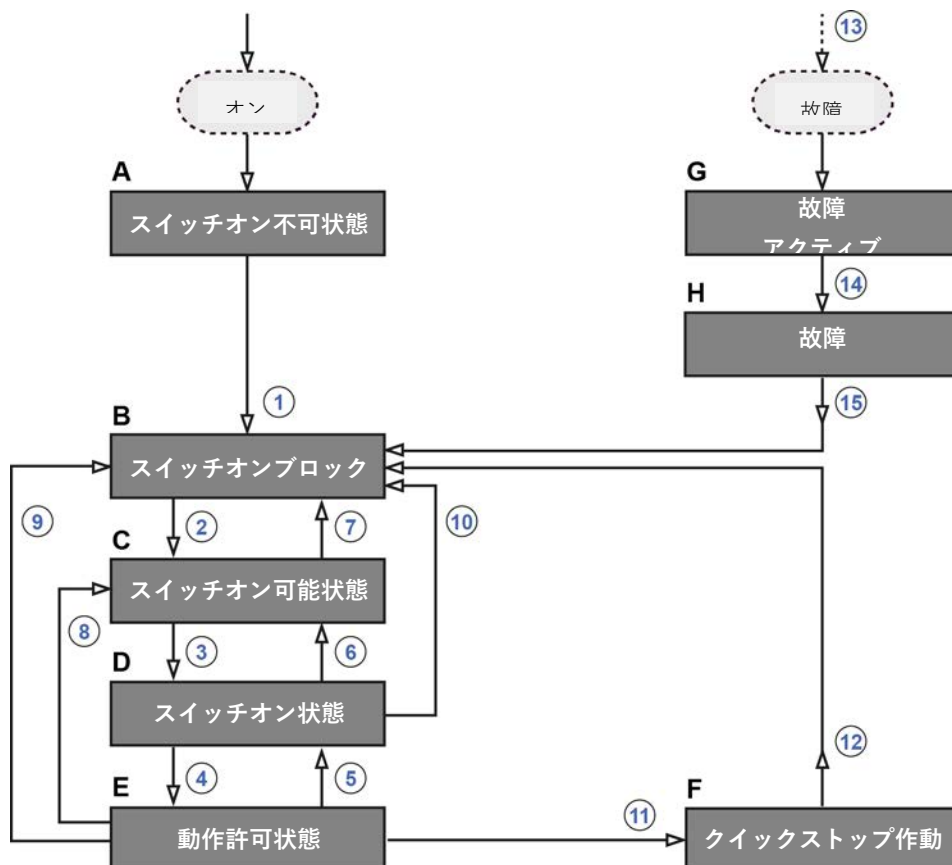 13
オン
故障
A
スイッチオン不可状態
G
故障
アクティブ
14
H
故障
15
1
B
スイッチオンブロック
9
2
7
10
C
スイッチオン可能状態
8
3
6
D
スイッチオン状態
4
5
12
E
動作許可状態
11
F
クイックストップ作動